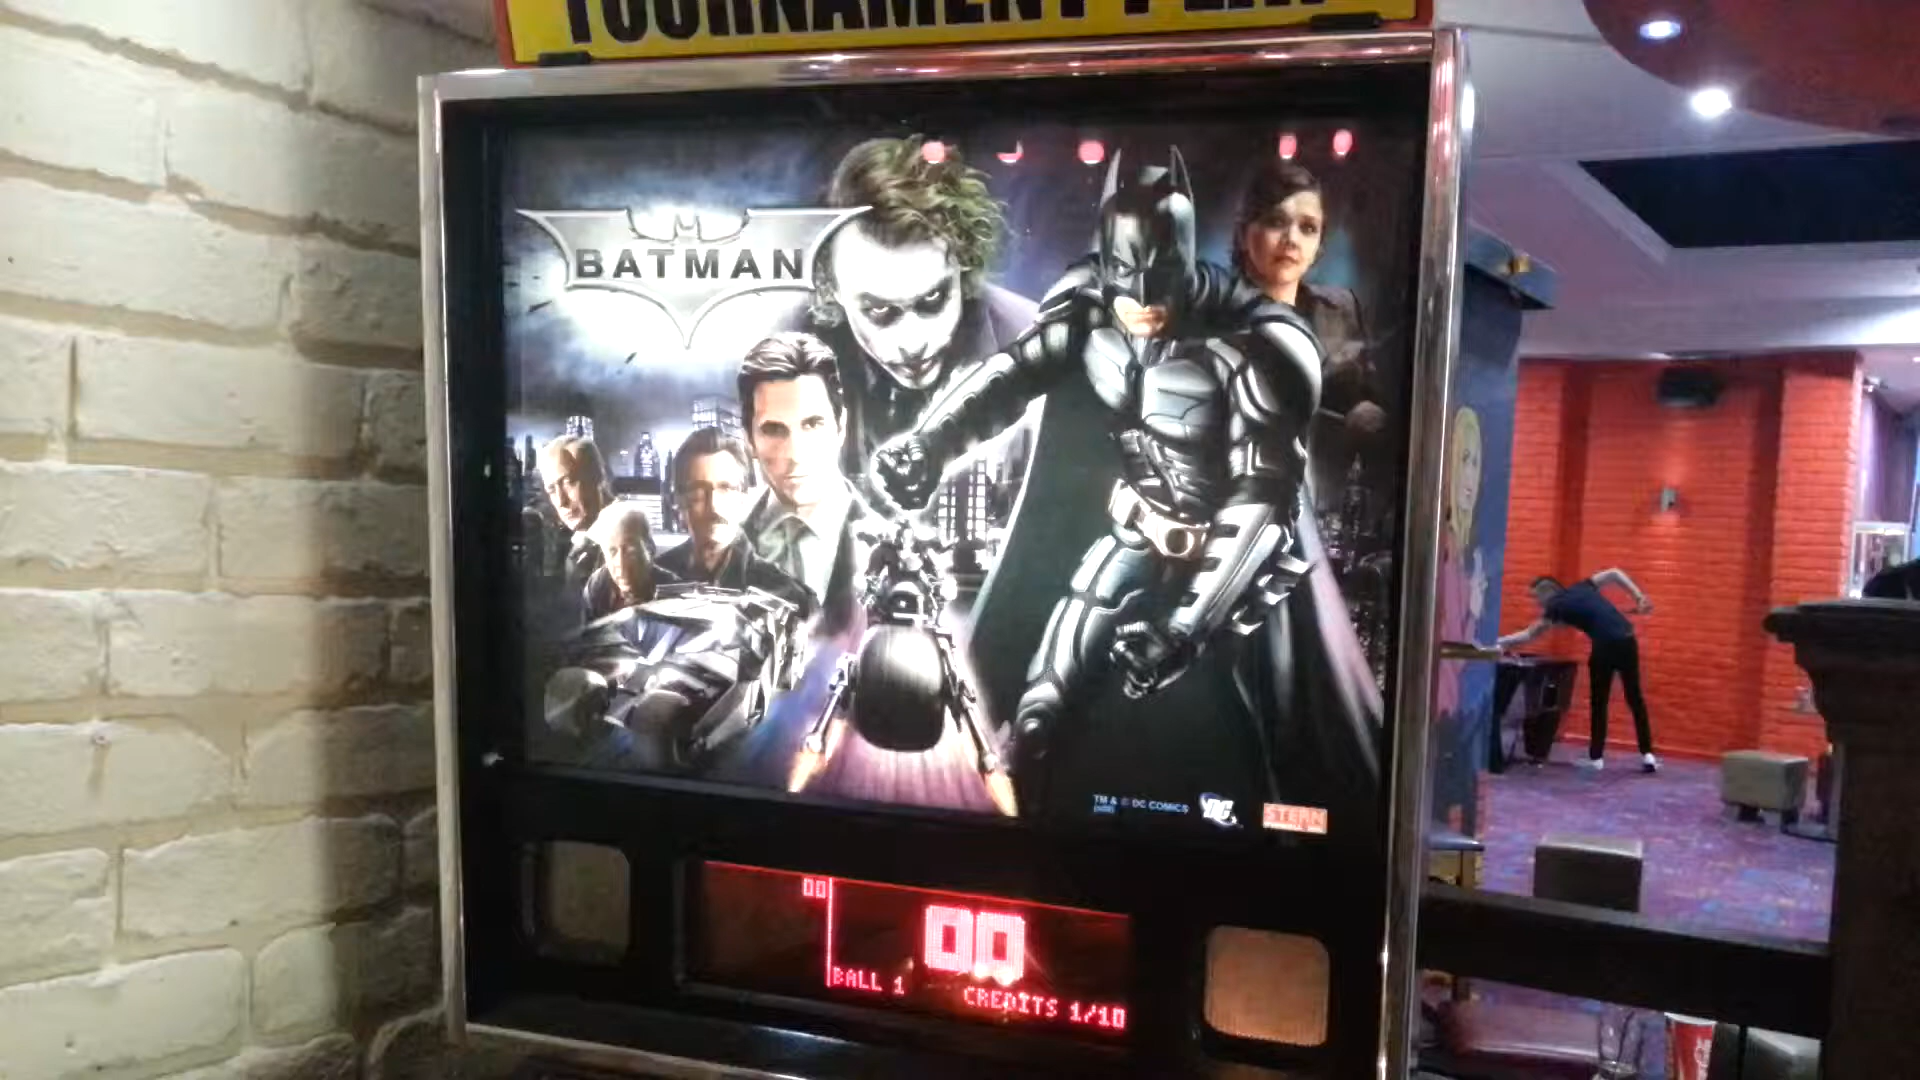 TOURNAMENT PLAY
BATMAN
TM & © DC COMICS
DC
STERN
00
00
BALL 1
CREDITS 1/10